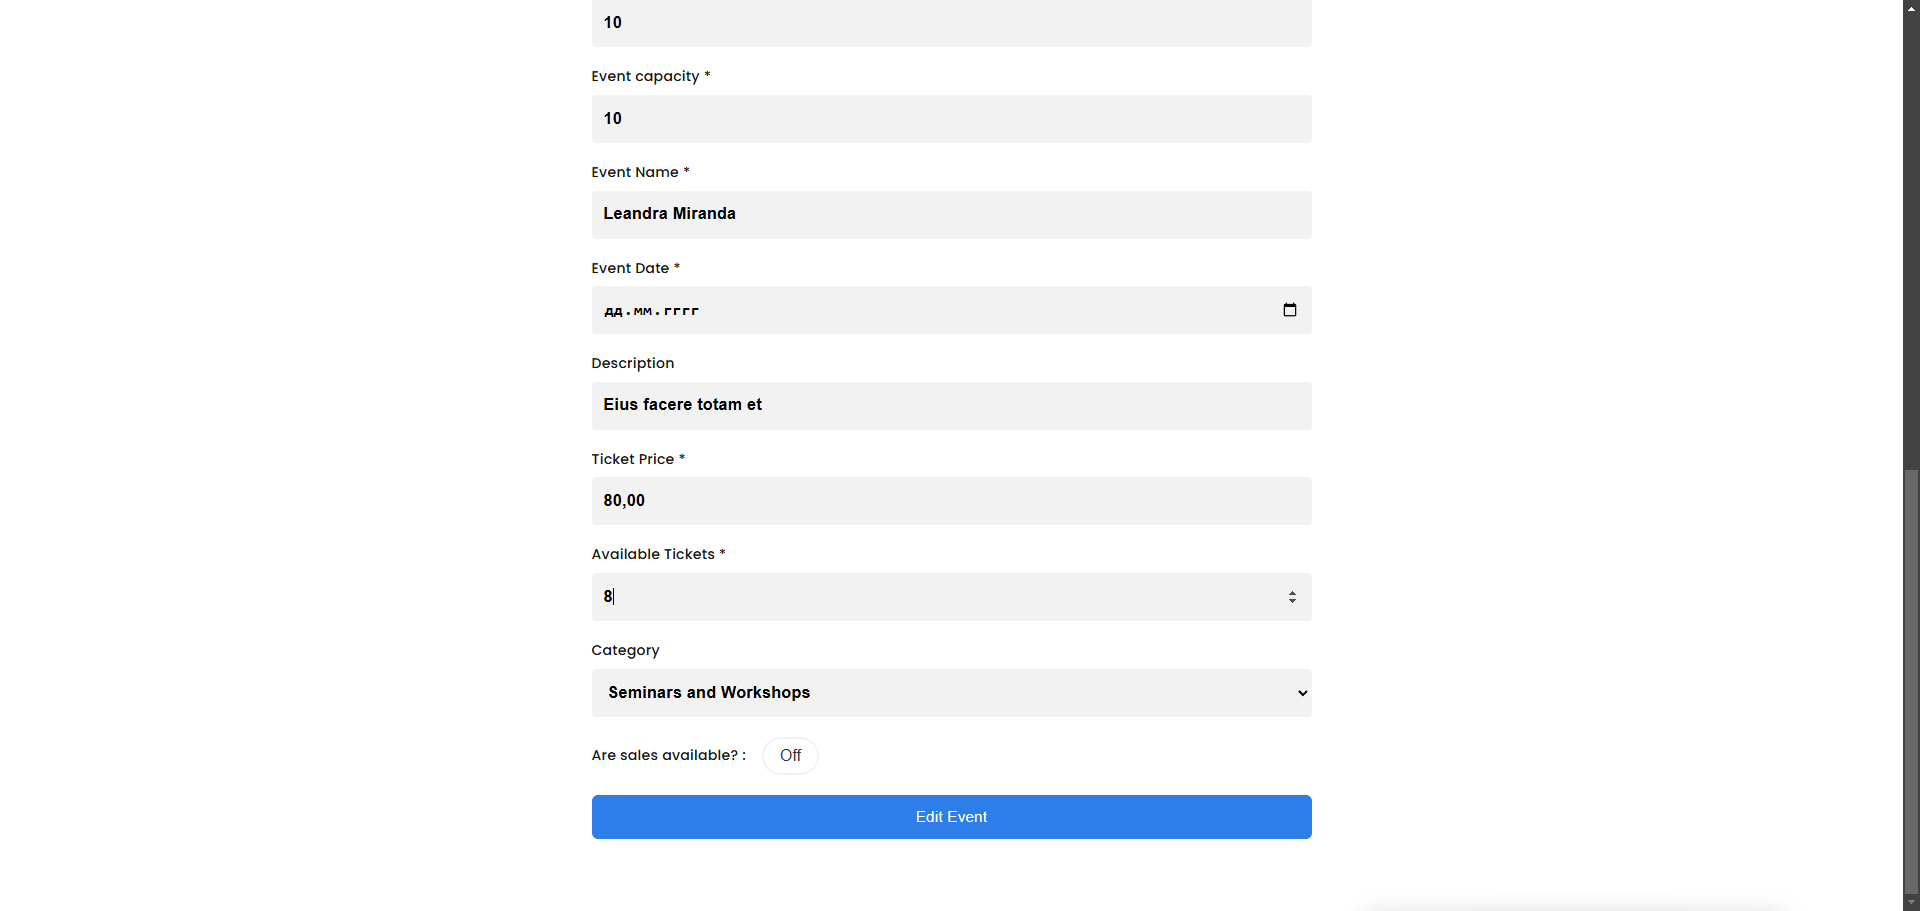 10
Event capacity *
10
Event Name *
Leandra Miranda
Event Date *
дд.мм.гггг
Description
Eius facere totam et
Ticket Price *
80,00
Available Tickets *
8
Category
Seminars and Workshops
Are sales available? : Off
Edit Event